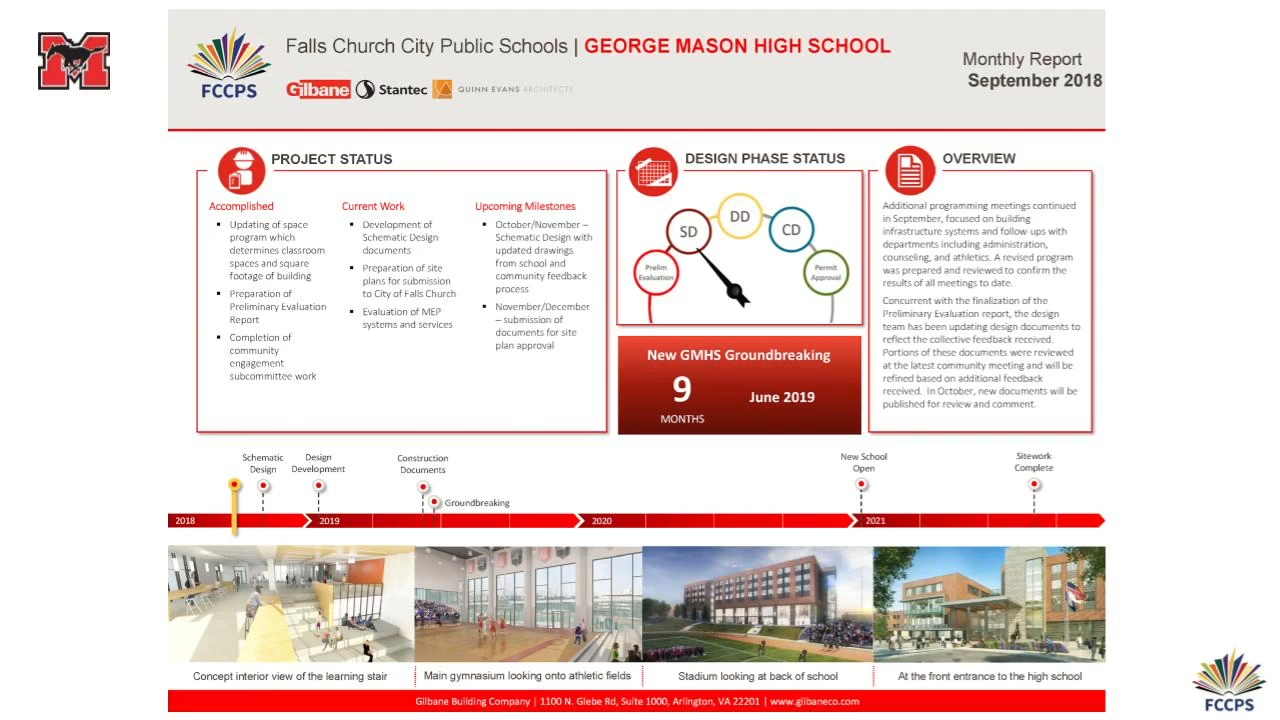 Falls Church City Public Schools | GEORGE MASON HIGH SCHOOL
Monthly Report
September 2018
FCCPS
Gilbane
Stantec
QUINN EVANS ARCHITECTS
M
PROJECT STATUS
Accomplished
▪ Updating of space
program which
determines classroom
spaces and square
footage of building
▪ Preparation of
Preliminary Evaluation
Report
▪ Completion of
community
engagement
subcommittee work
Current Work
▪ Development of
Schematic Design
documents
▪ Preparation of site
plans for submission
to City of Falls Church
▪ Evaluation of MEP
systems and services
Upcoming Milestones
▪ October/November –
Schematic Design with
updated drawings
from school and
community feedback
process
▪ November/December
– submission of
documents for site
plan approval
DESIGN PHASE STATUS
Prelim
Evaluation
SD
DD
CD
Permit
Approval
New GMHS Groundbreaking
9
MONTHS
June 2019
OVERVIEW
Additional programming meetings continued
in September, focused on building
infrastructure systems and follow-ups with
departments including administration,
counseling, and athletics. A revised program
was prepared and reviewed to confirm the
results of all meetings to date.
Concurrent with the finalization of the
Preliminary Evaluation report, the design
team has been updating design documents to
reflect the collective feedback received.
Portions of these documents were reviewed
at the latest community meeting and will be
refined based on additional feedback
received. In October, new documents will be
published for review and comment.
Schematic
Design
Design
Development
Construction
Documents
Groundbreaking
New School
Open
Sitework
Complete
2018
2019
2020
2021
Concept interior view of the learning stair
Main gymnasium looking onto athletic fields
Stadium looking at back of school
At the front entrance to the high school
Gilbane Building Company | 1100 N. Glebe Rd, Suite 1000, Arlington, VA 22201 | www.gilbaneco.com
FCCPS